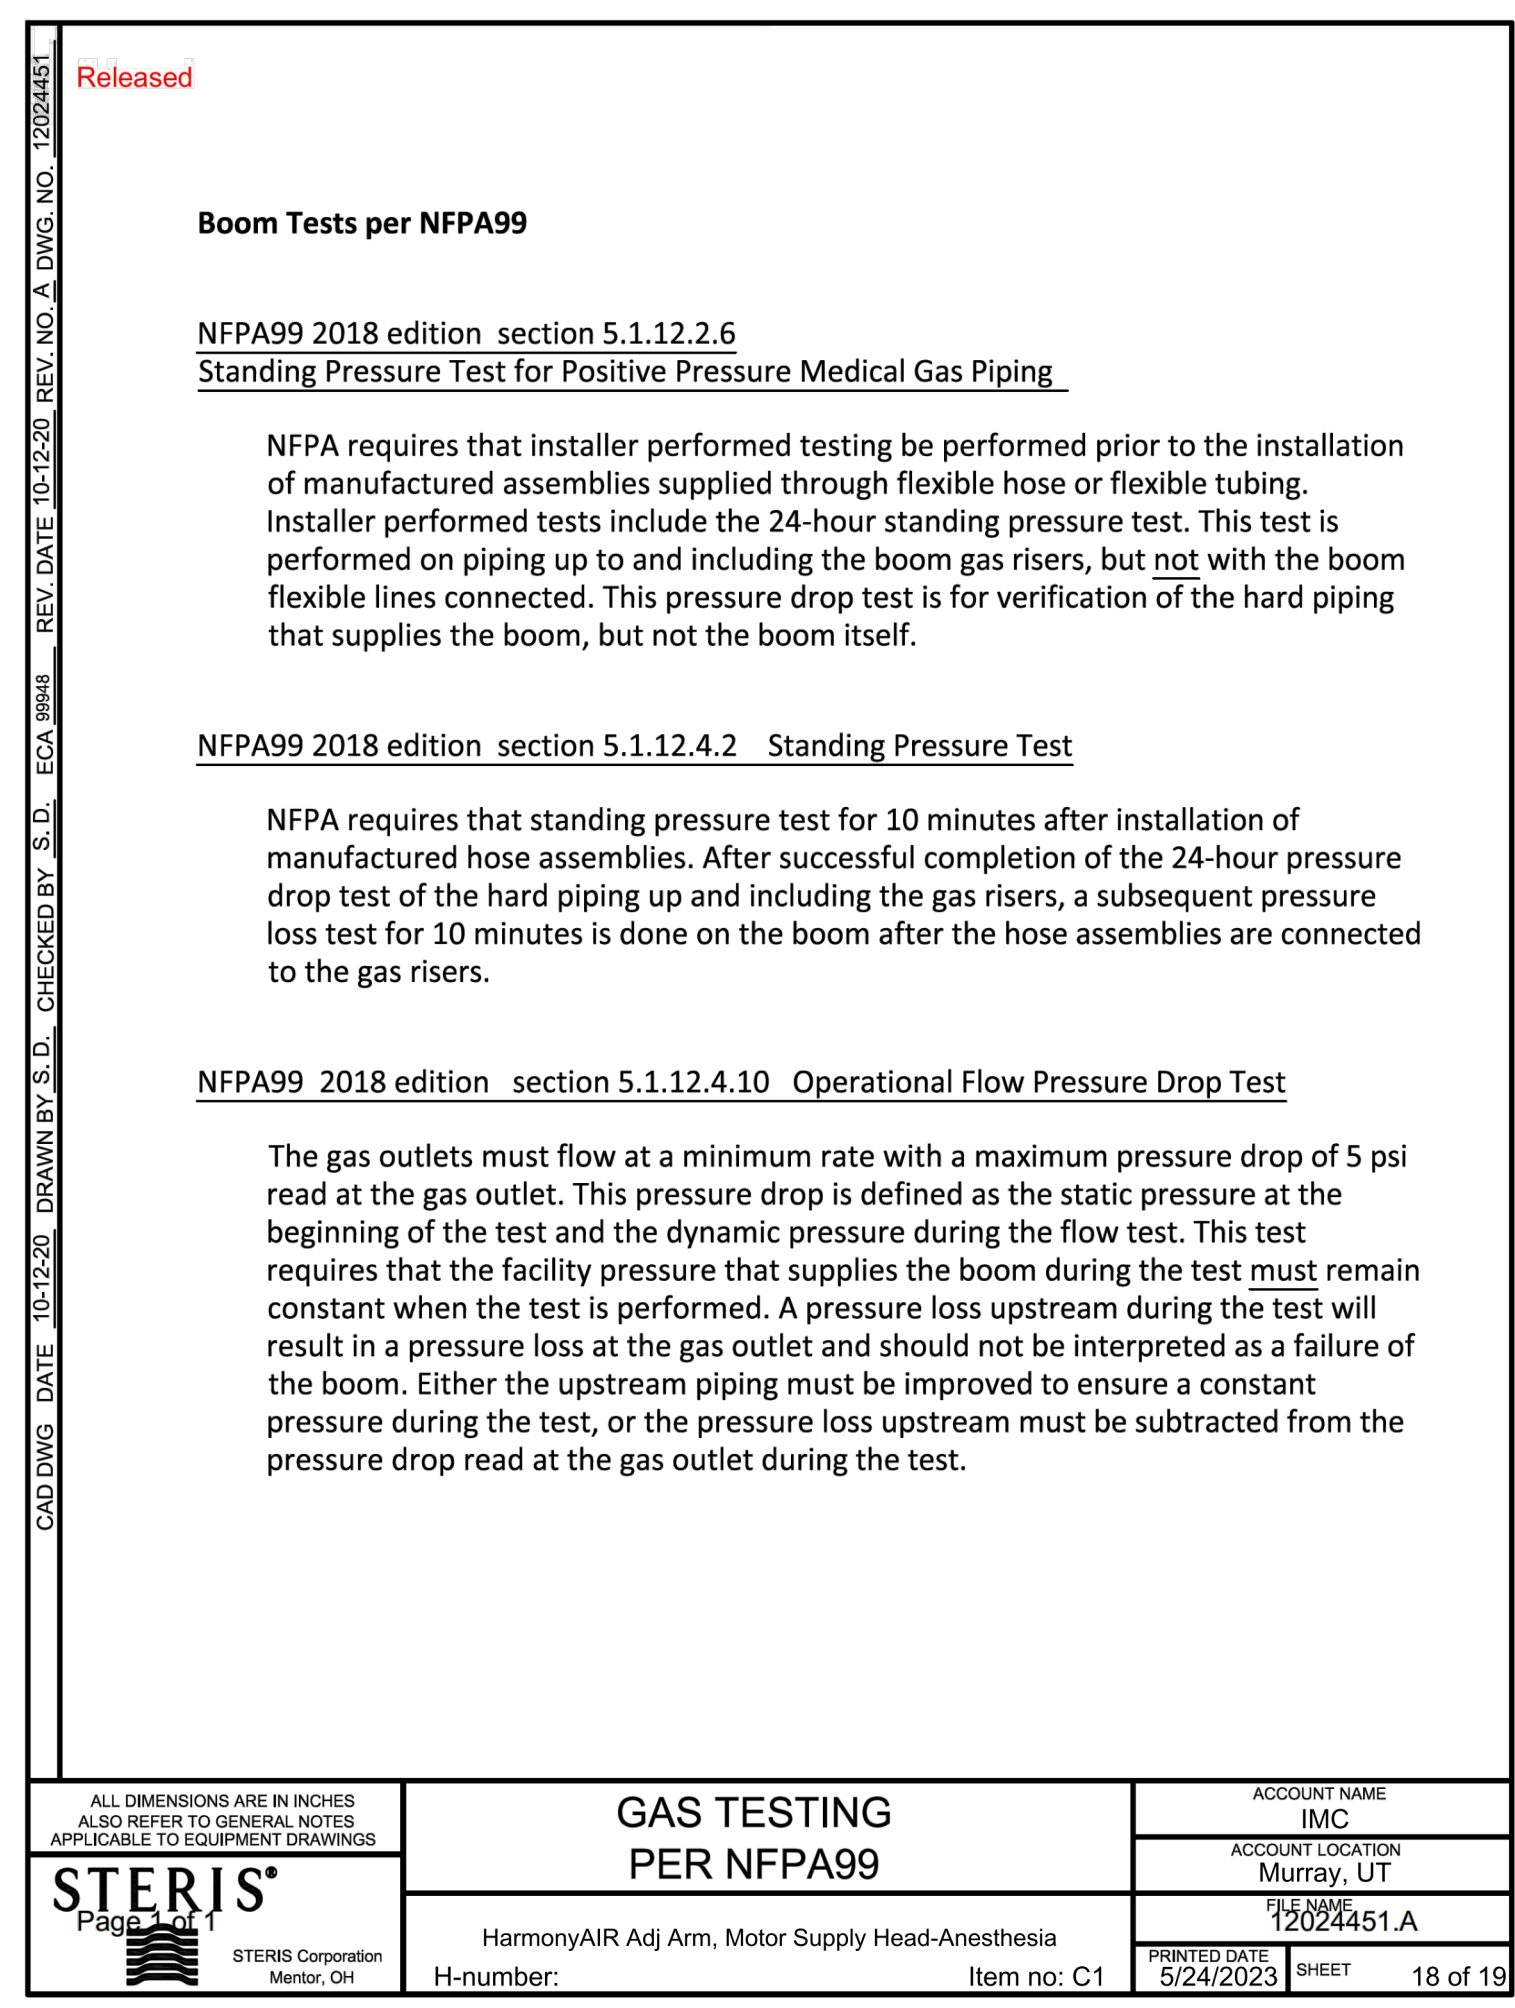 Released
Boom Tests per NFPA99
NFPA99 2018 edition  section 5.1.12.2.6
Standing Pressure Test for Positive Pressure Medical Gas Piping
NFPA requires that installer performed testing be performed prior to the installation
of manufactured assemblies supplied through flexible hose or flexible tubing.
Installer performed tests include the 24-hour standing pressure test. This test is
performed on piping up to and including the boom gas risers, but not with the boom
flexible lines connected. This pressure drop test is for verification of the hard piping
that supplies the boom, but not the boom itself.
NFPA99 2018 edition  section 5.1.12.4.2    Standing Pressure Test
NFPA requires that standing pressure test for 10 minutes after installation of
manufactured hose assemblies. After successful completion of the 24-hour pressure
drop test of the hard piping up and including the gas risers, a subsequent pressure
loss test for 10 minutes is done on the boom after the hose assemblies are connected
to the gas risers.
NFPA99  2018 edition   section 5.1.12.4.10   Operational Flow Pressure Drop Test
The gas outlets must flow at a minimum rate with a maximum pressure drop of 5 psi
read at the gas outlet. This pressure drop is defined as the static pressure at the
beginning of the test and the dynamic pressure during the flow test. This test
requires that the facility pressure that supplies the boom during the test must remain
constant when the test is performed. A pressure loss upstream during the test will
result in a pressure loss at the gas outlet and should not be interpreted as a failure of
the boom. Either the upstream piping must be improved to ensure a constant
pressure during the test, or the pressure loss upstream must be subtracted from the
pressure drop read at the gas outlet during the test.
CAD DWG DATE 10-12-20 DRAWN BY S. D. CHECKED BY S. D. ECA 99948 REV. DATE 10-12-20 REV. NO. A DWG. NO. 12024451
ALL DIMENSIONS ARE IN INCHES
ALSO REFER TO GENERAL NOTES
APPLICABLE TO EQUIPMENT DRAWINGS
STERIS®
Page 1 of 1
STERIS Corporation
Mentor, OH
GAS TESTING
PER NFPA99
HarmonyAIR Adj Arm, Motor Supply Head-Anesthesia
H-number: Item no: C1
ACCOUNT NAME
IMC
ACCOUNT LOCATION
Murray, UT
FILE NAME
12024451.A
PRINTED DATE
5/24/2023
SHEET 18 of 19